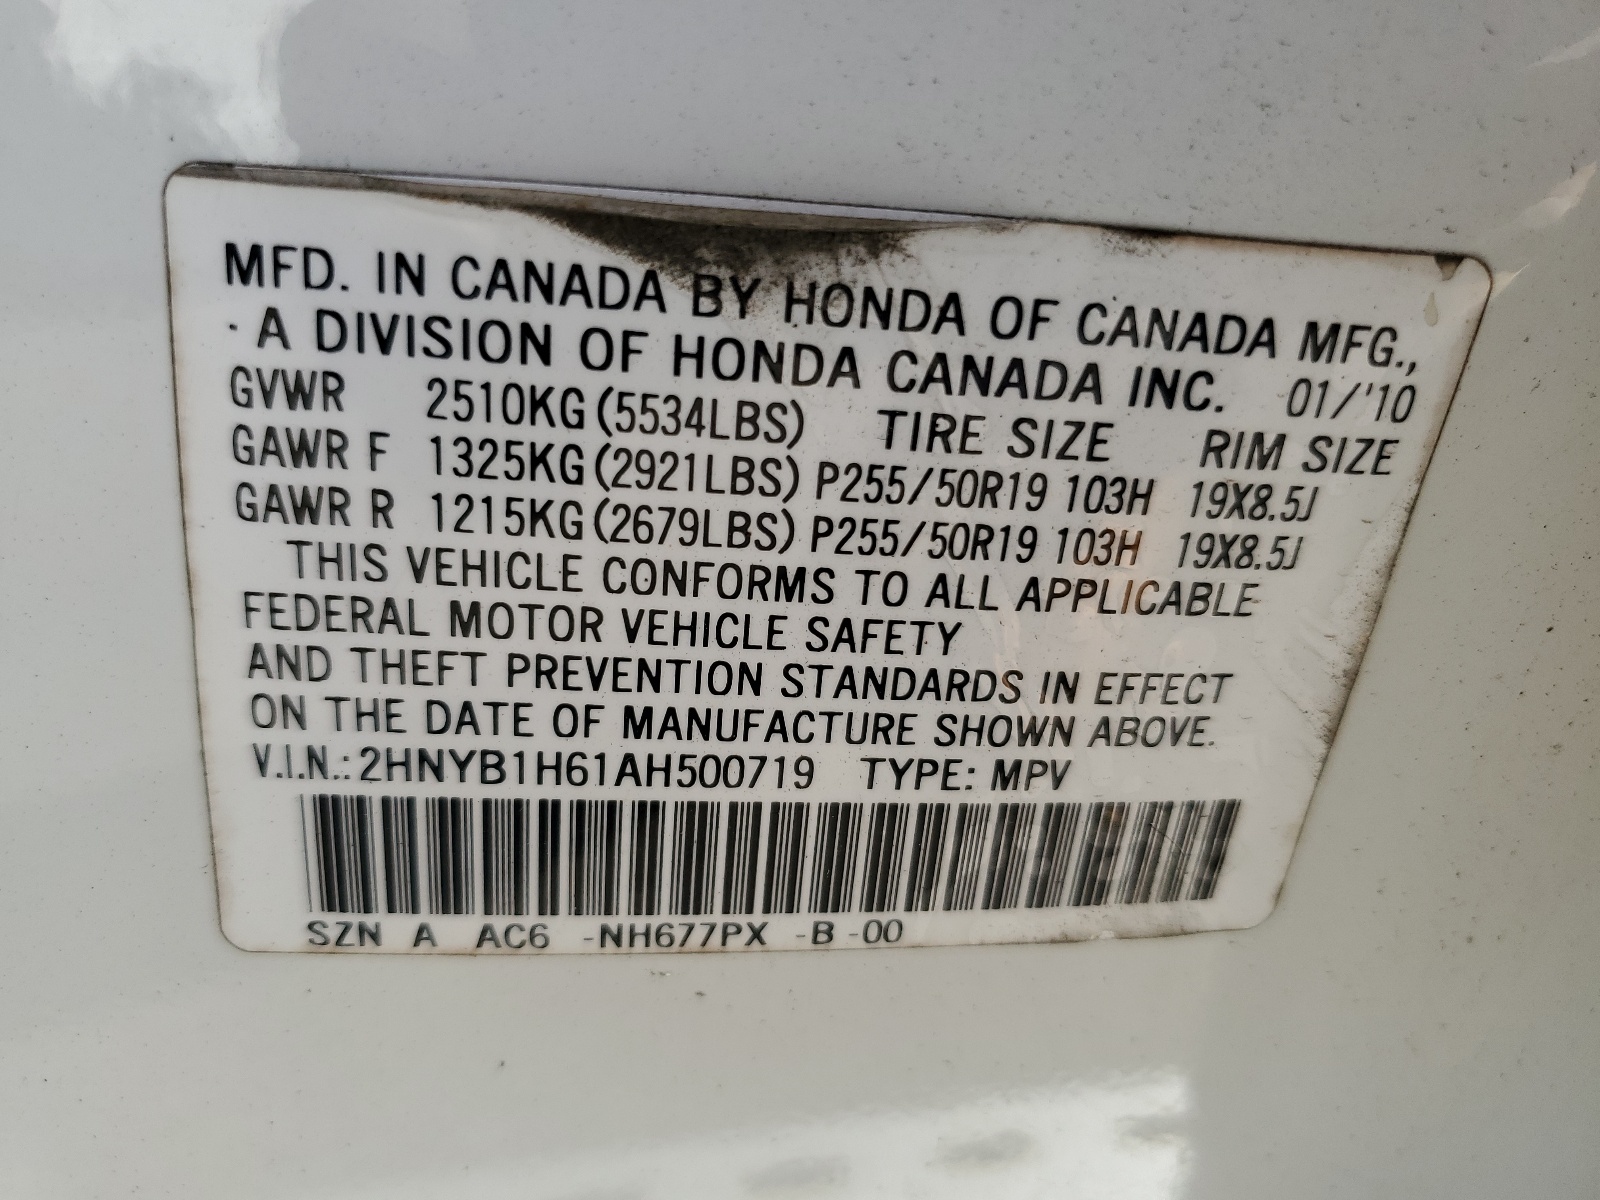 MFD. IN CANADA BY HONDA OF CANADA MFG.,
· A DIVISION OF HONDA CANADA INC. 01/'10
GVWR 2510KG (5534LBS) TIRE SIZE RIM SIZE
GAWR F 1325KG (2921LBS) P255/50R19 103H 19X8.5J
GAWR R 1215KG (2679LBS) P255/50R19 103H 19X8.5J
THIS VEHICLE CONFORMS TO ALL APPLICABLE
FEDERAL MOTOR VEHICLE SAFETY
AND THEFT PREVENTION STANDARDS IN EFFECT
ON THE DATE OF MANUFACTURE SHOWN ABOVE.
V.I.N.: 2HNYB1H61AH500719 TYPE: MPV
SZN A AC6 -NH677PX -B -00